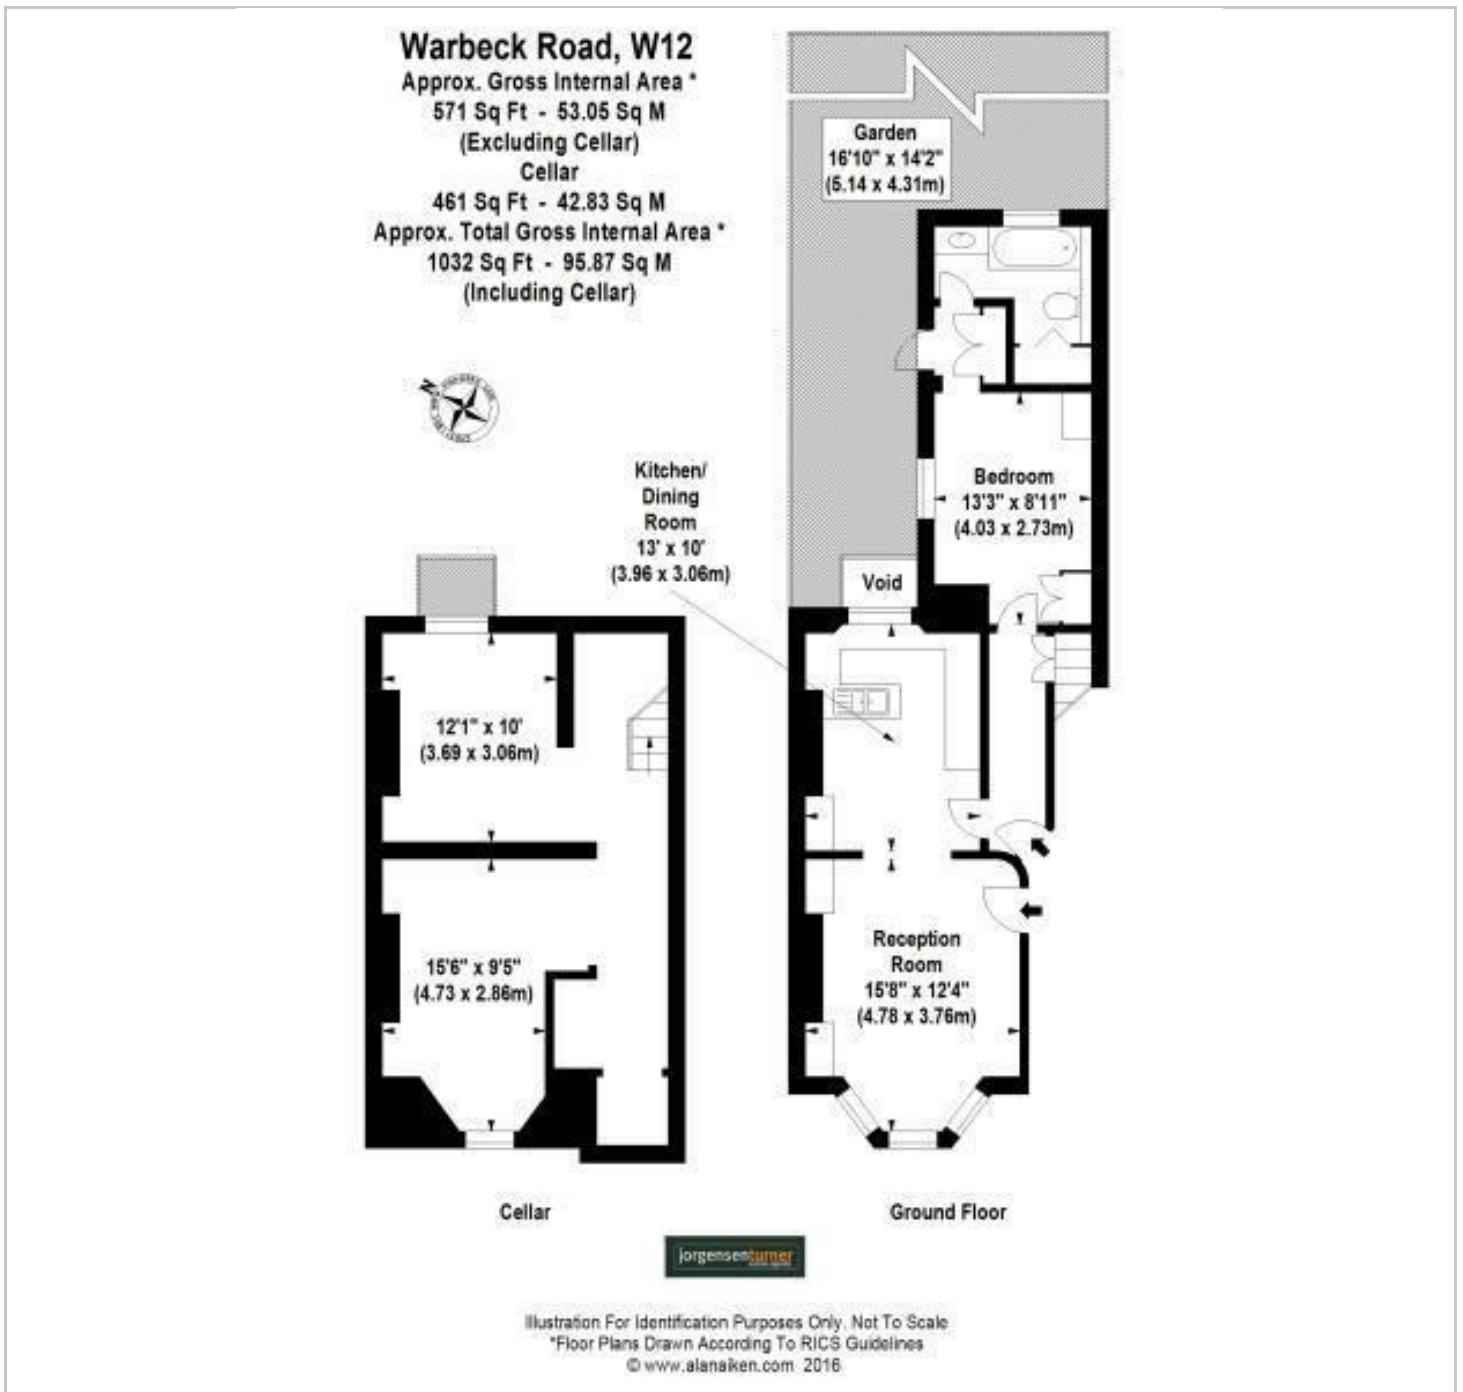 Warbeck Road, W12
Approx. Gross Internal Area *
571 Sq Ft - 53.05 Sq M
(Excluding Cellar)
Cellar
461 Sq Ft - 42.83 Sq M
Approx. Total Gross Internal Area *
1032 Sq Ft - 95.87 Sq M
(Including Cellar)
Garden
16'10" x 14'2"
(5.14 x 4.31m)
N
Kitchen/
Dining
Room
13' x 10'
(3.96 x 3.06m)
Bedroom
13'3" x 8'11"
(4.03 x 2.73m)
Void
12'1" x 10'
(3.69 x 3.06m)
15'6" x 9'5"
(4.73 x 2.86m)
Reception
Room
15'8" x 12'4"
(4.78 x 3.76m)
Cellar
Ground Floor
jorgensenturner
Illustration For Identification Purposes Only. Not To Scale
*Floor Plans Drawn According To RICS Guidelines
© www.alanaiken.com 2016